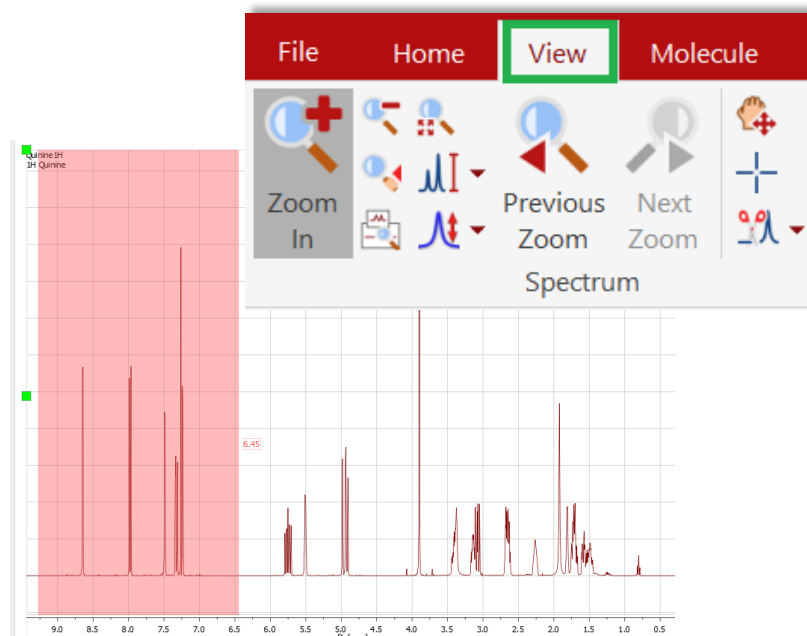 File Home View Molecule
Zoom In
Previous Zoom
Next Zoom
Spectrum
Quinine1H
1H Quinine
6.45
9.0 8.5 8.0 7.5 7.0 6.5 6.0 5.5 5.0 4.5 4.0 3.5 3.0 2.5 2.0 1.5 1.0 0.5